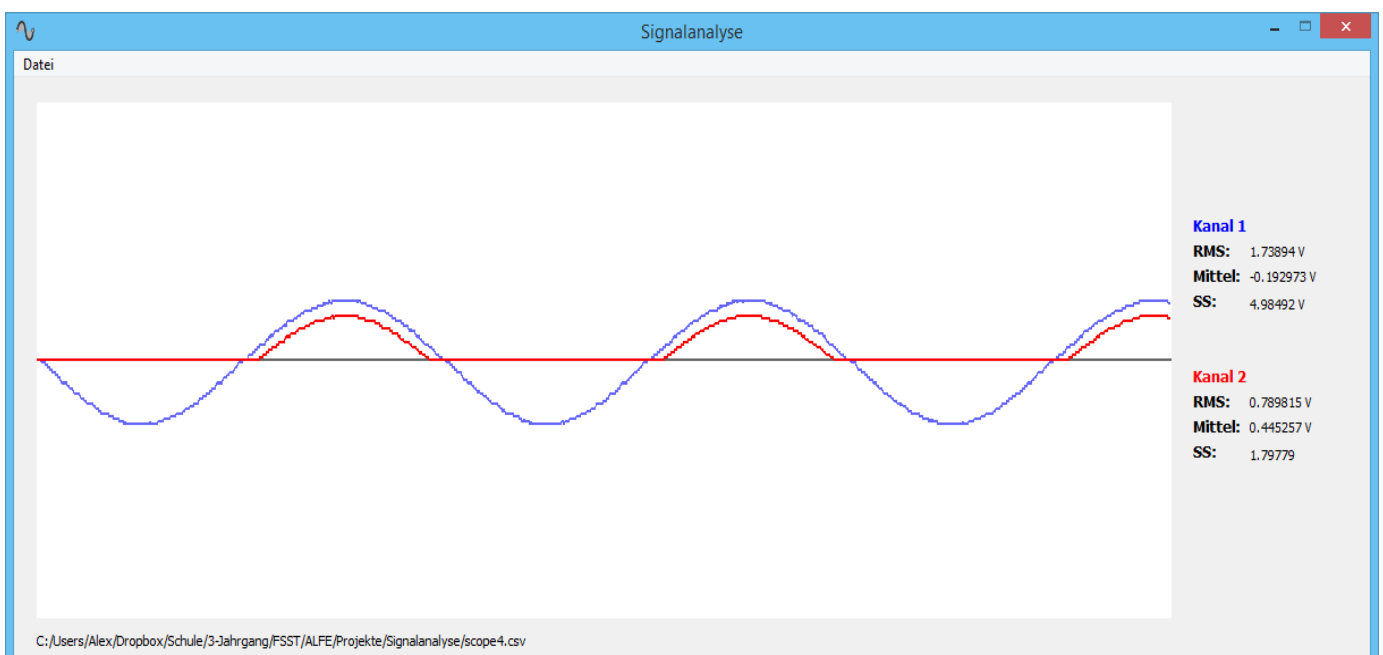 Signalanalyse
Datei
Kanal 1
RMS: 1.73894 V
Mittel: -0.192973 V
SS: 4.98492 V
Kanal 2
RMS: 0.789815 V
Mittel: 0.445257 V
SS: 1.79779
C:/Users/Alex/Dropbox/Schule/3-Jahrgang/FSST/ALFE/Projekte/Signalanalyse/scope4.csv